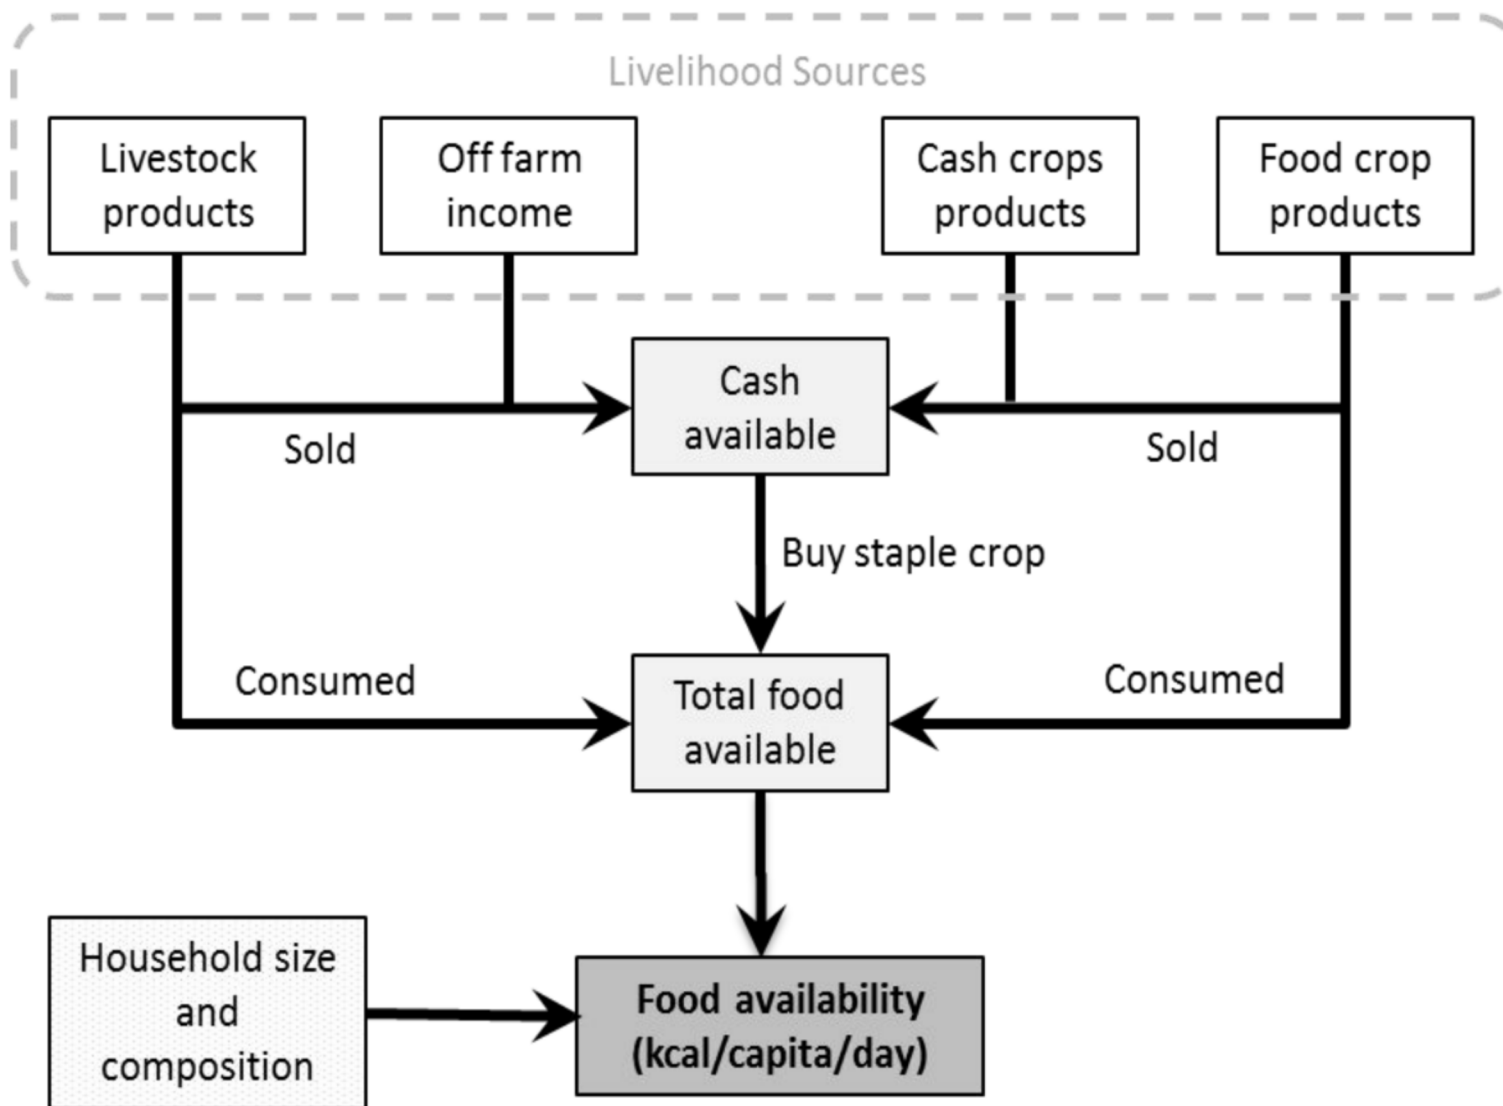 Livelihood Sources
Livestock
products
Off farm
income
Cash crops
products
Food crop
products
Cash
available
Sold
Sold
Buy staple crop
Consumed
Total food
available
Consumed
Household size
and
composition
Food availability
(kcal/capita/day)